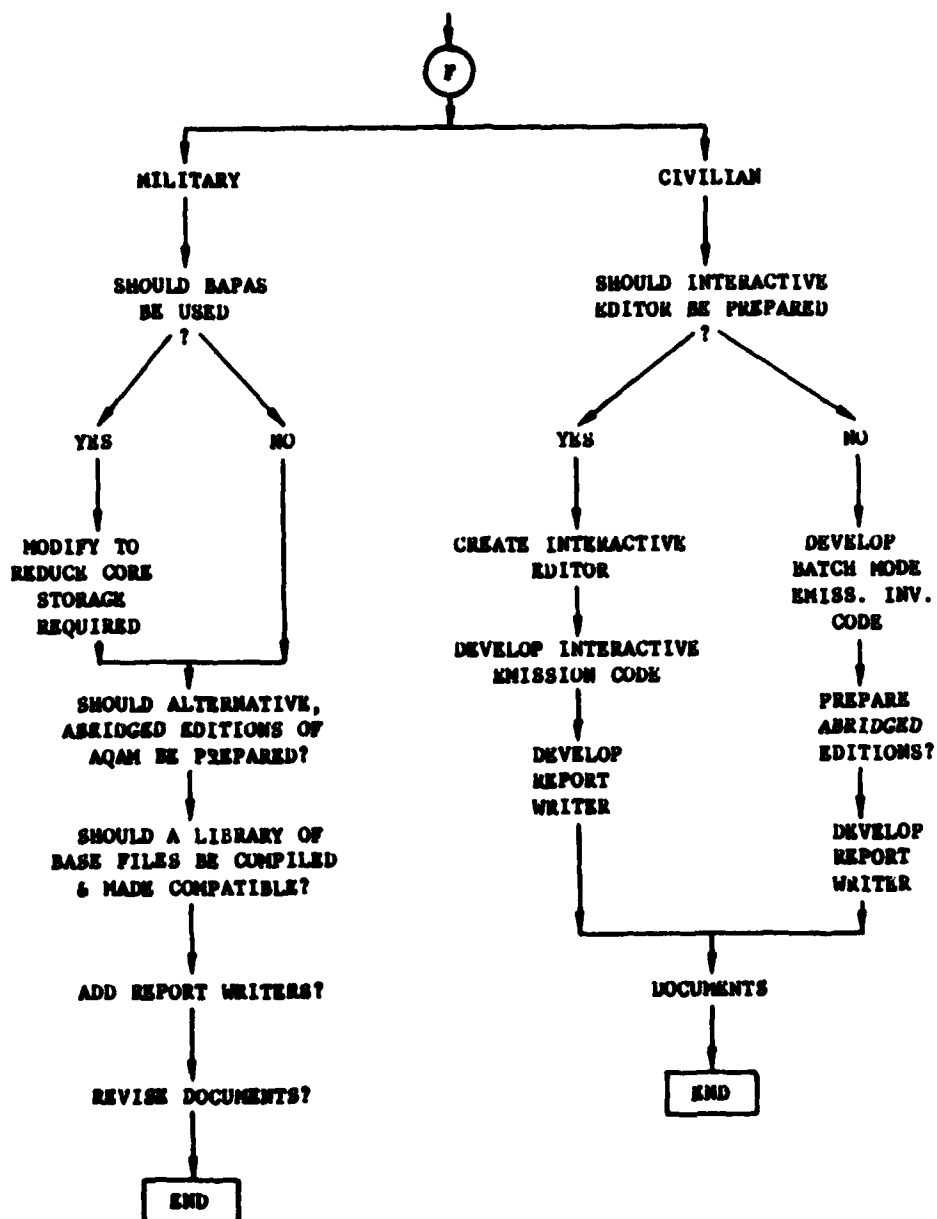 F
MILITARY
CIVILIAN
SHOULD BAPAS
BE USED
?
SHOULD INTERACTIVE
EDITOR BE PREPARED
?
YES
NO
YES
NO
MODIFY TO
REDUCE CORE
STORAGE
REQUIRED
CREATE INTERACTIVE
EDITOR
DEVELOP
BATCH MODE
EMISS. INV.
CODE
SHOULD ALTERNATIVE,
ABRIDGED EDITIONS OF
AQAM BE PREPARED?
DEVELOP INTERACTIVE
EMISSION CODE
PREPARE
ABRIDGED
EDITIONS?
DEVELOP
REPORT
WRITER
SHOULD A LIBRARY OF
BASE FILES BE COMPILED
& MADE COMPATIBLE?
DEVELOP
REPORT
WRITER
ADD REPORT WRITERS?
DOCUMENTS
REVISE DOCUMENTS?
END
END